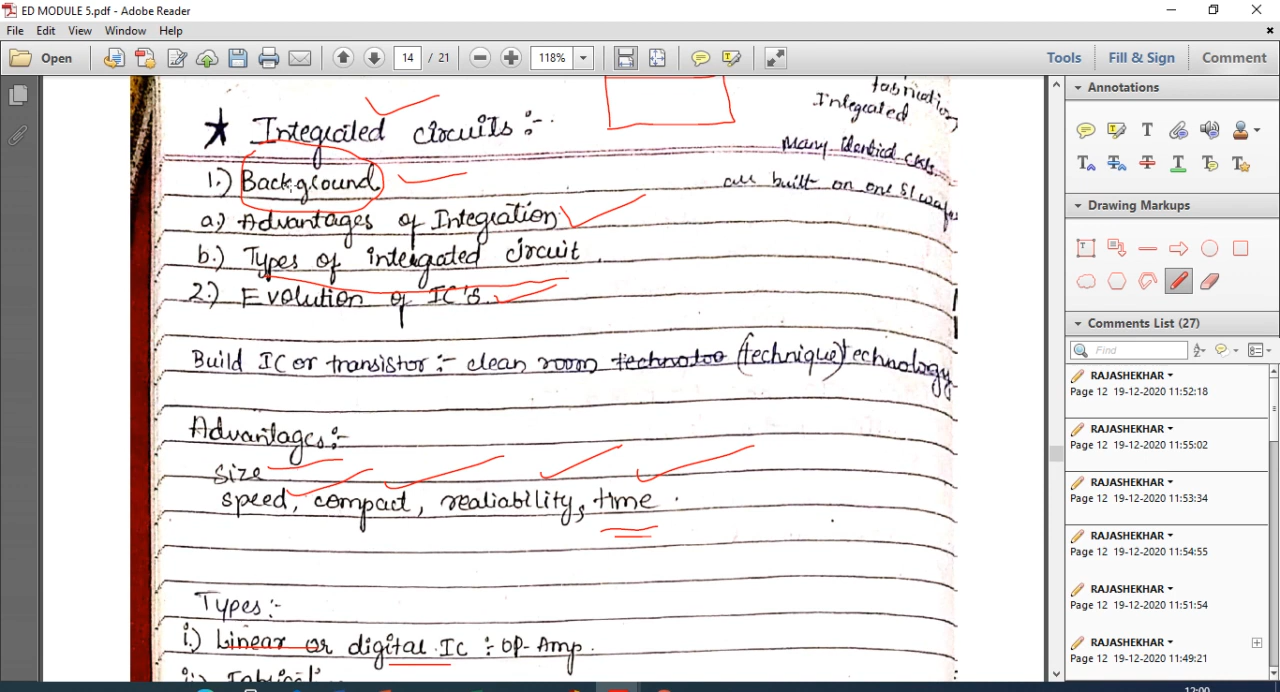 ED MODULE 5.pdf - Adobe Reader
File Edit View Window Help
Open 14 / 21 118% Tools Fill & Sign Comment
fabrication
Integrated
Many identical ckts
are built on one Si wafer
★ Integrated circuits :-
1.) Background
a.) Advantages of Integration
b.) Types of intergated circuit.
2.) Evolution of IC's.
Build IC or transistor :- clean room technoloo (technique) technology
Advantages :-
Size
speed, compact, realiability, time.
Types :-
i.) Linear or digital IC :- OP-Amp.
Annotations
Drawing Markups
Comments List (27)
Find
RAJASHEKHAR
Page 12 19-12-2020 11:52:18
RAJASHEKHAR
Page 12 19-12-2020 11:55:02
RAJASHEKHAR
Page 12 19-12-2020 11:53:34
RAJASHEKHAR
Page 12 19-12-2020 11:54:55
RAJASHEKHAR
Page 12 19-12-2020 11:51:54
RAJASHEKHAR
Page 12 19-12-2020 11:49:21
12:00